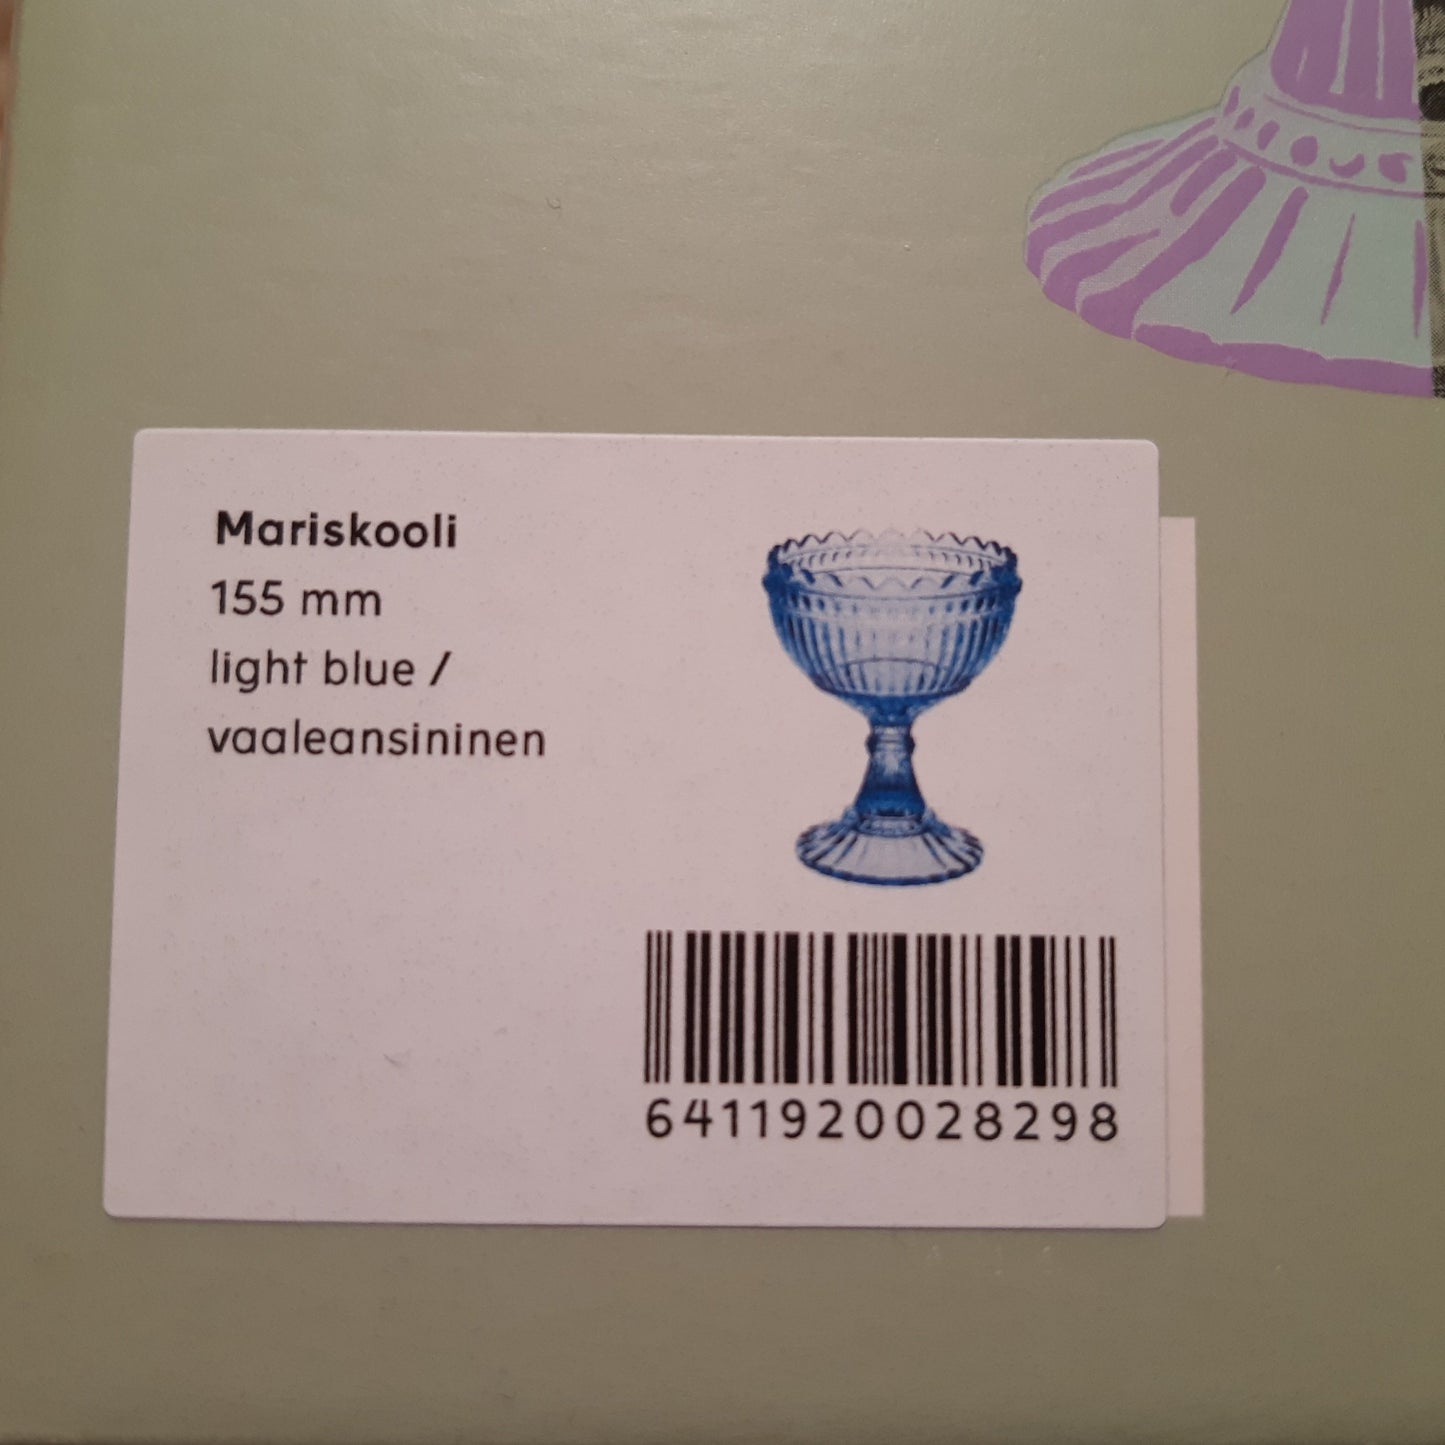 Mariskooli
155 mm
light blue /
vaaleansininen
6411920028298